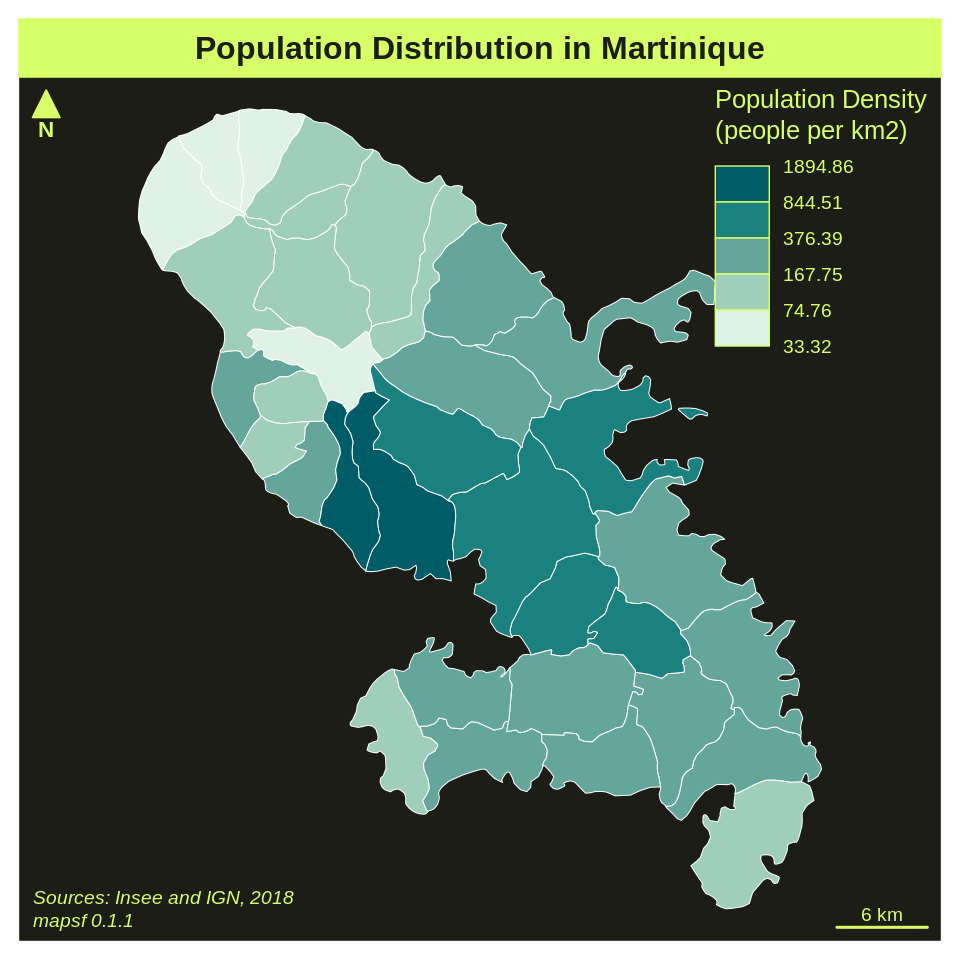 Population Distribution in Martinique
N
Population Density
(people per km2)
1894.86
844.51
376.39
167.75
74.76
33.32
Sources: Insee and IGN, 2018
mapsf 0.1.1
6 km